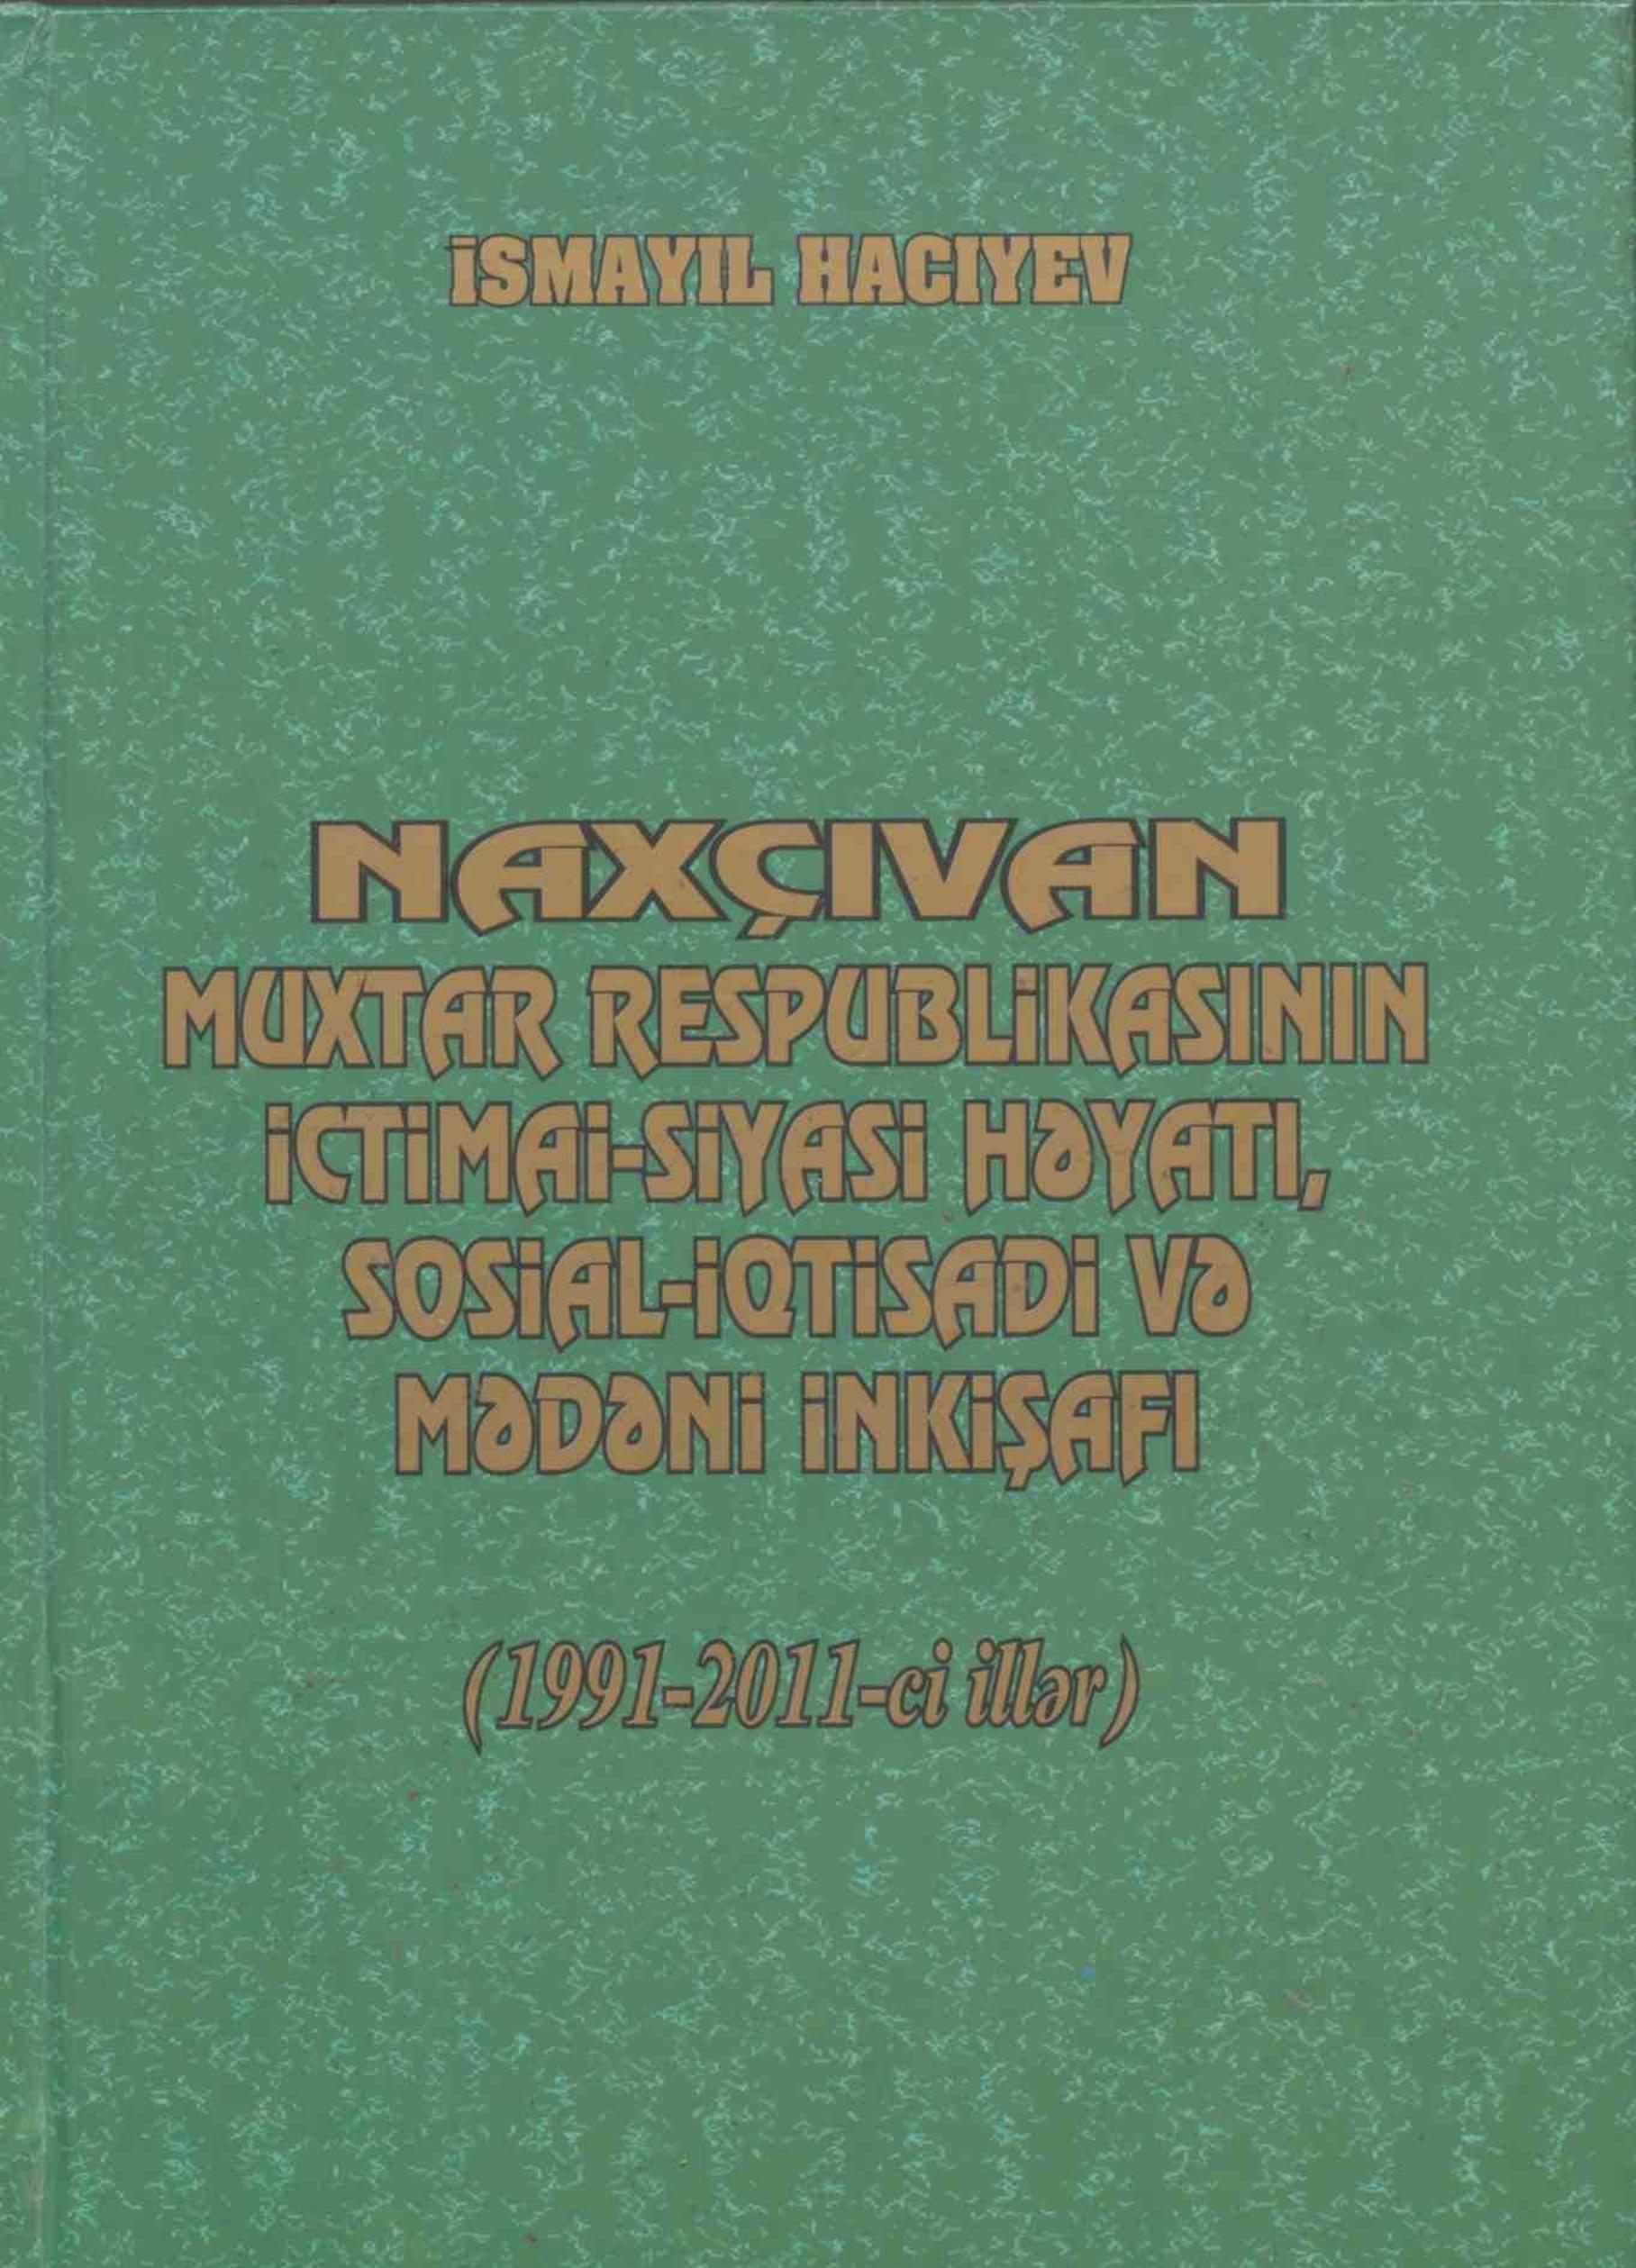 İSMAYIL HACIYEV
NAXÇIVAN
MUXTAR RESPUBLİKASININ
İCTİMAİ-SİYASİ HƏYATI,
SOSİAL-İQTİSADİ VƏ
MƏDƏNİ İNKİŞAFI
(1991-2011-ci illər)